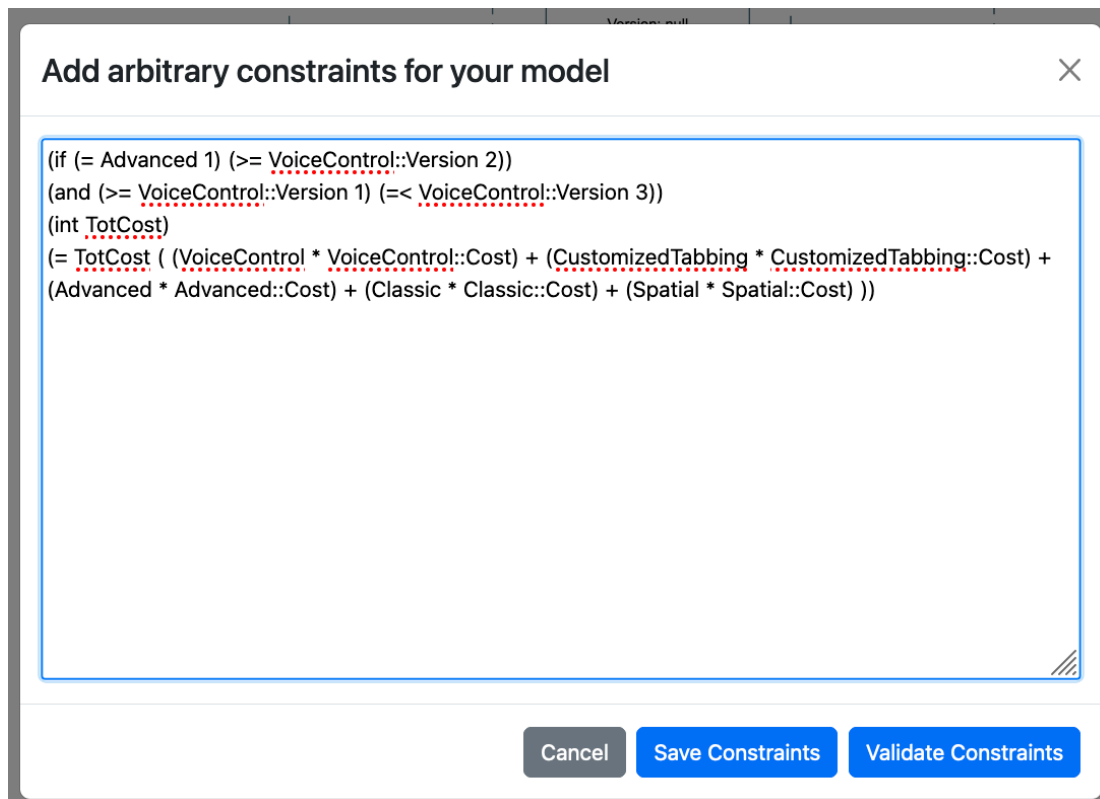 Version: null
Add arbitrary constraints for your model
(if (= Advanced 1) (>= VoiceControl::Version 2))
(and (>= VoiceControl::Version 1) (=< VoiceControl::Version 3))
(int TotCost)
(= TotCost ( (VoiceControl * VoiceControl::Cost) + (CustomizedTabbing * CustomizedTabbing::Cost) +
(Advanced * Advanced::Cost) + (Classic * Classic::Cost) + (Spatial * Spatial::Cost) ))
Cancel Save Constraints Validate Constraints